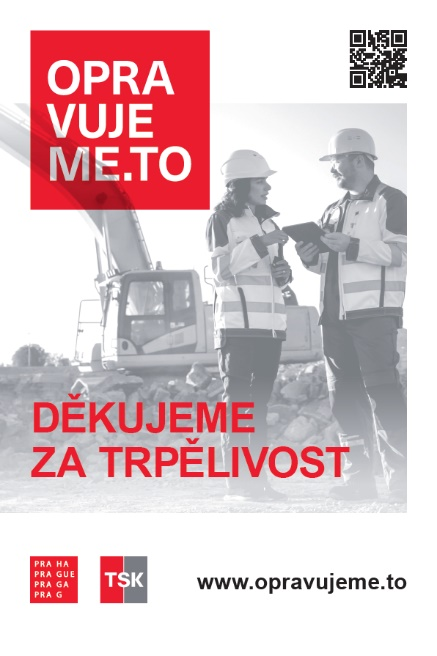 OPRA
VUJE
ME.TO
DĚKUJEME
ZA TRPĚLIVOST
PRA HA
PRA GUE
PRA GA
PRA G
TSK
www.opravujeme.to